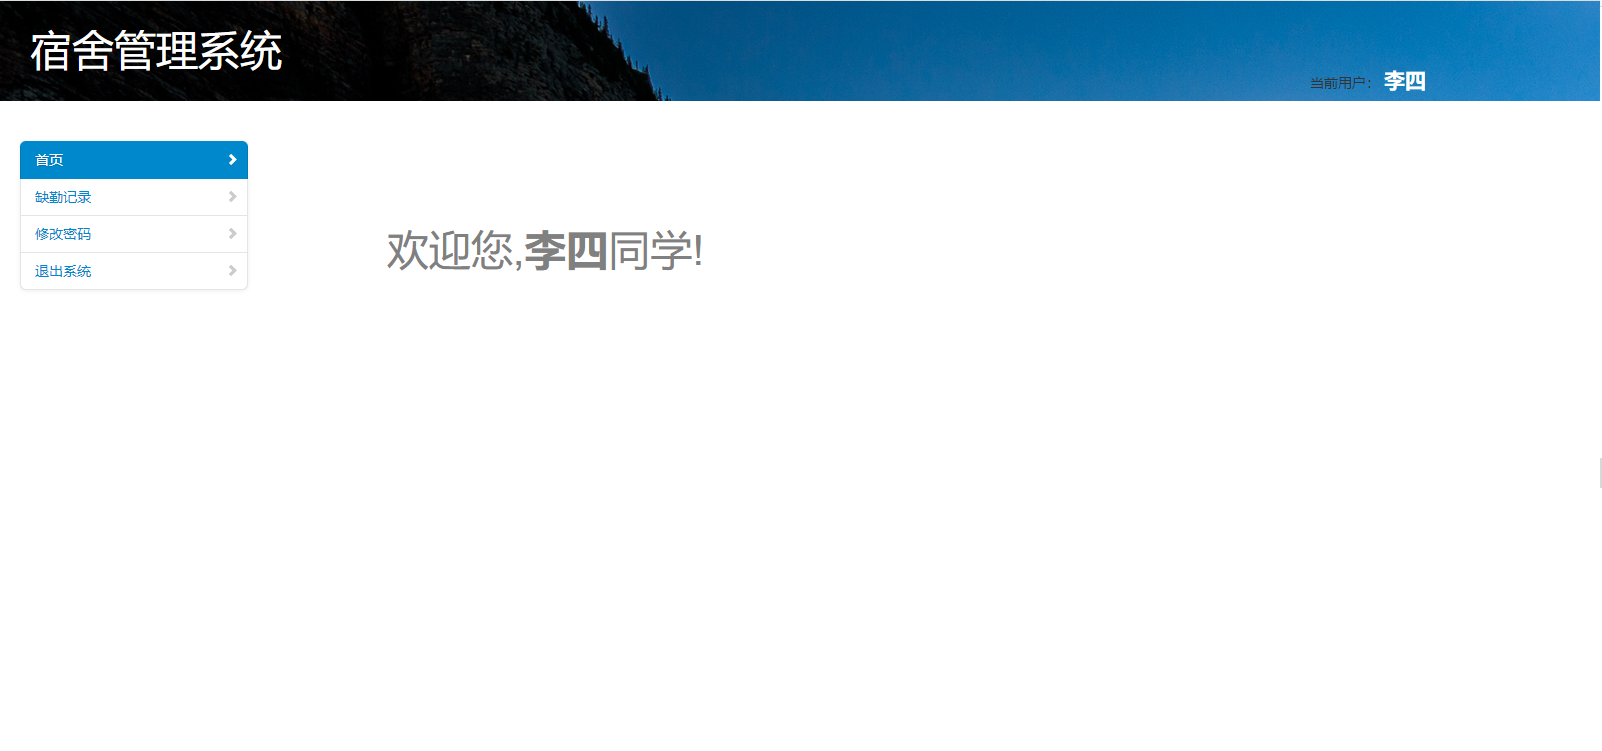 宿舍管理系统
当前用户： 李四
首页
缺勤记录
修改密码
退出系统
欢迎您,李四同学!